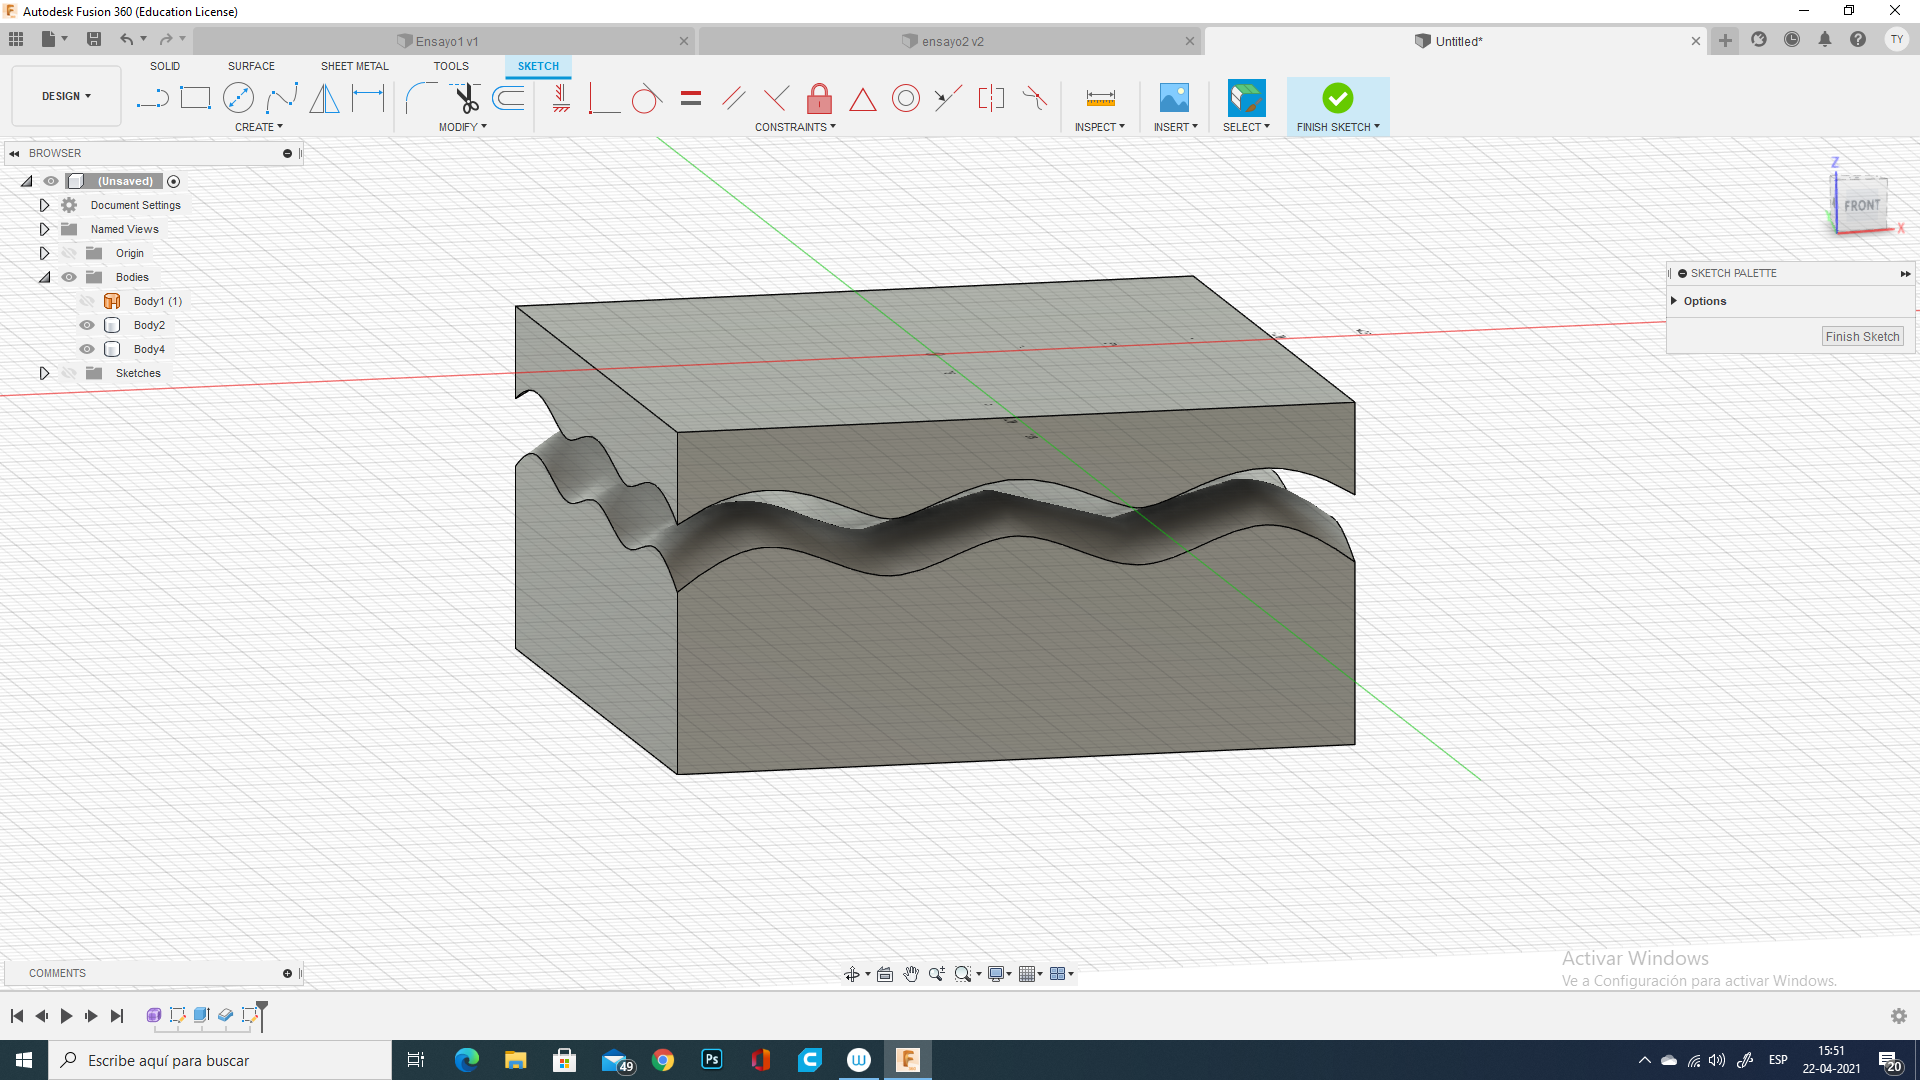 Autodesk Fusion 360 (Education License)
Ensayo1 v1
ensayo2 v2
Untitled*
TY
SOLID
SURFACE
SHEET METAL
TOOLS
SKETCH
DESIGN
CREATE
MODIFY
CONSTRAINTS
INSPECT
INSERT
SELECT
FINISH SKETCH
BROWSER
(Unsaved)
Document Settings
Named Views
Origin
Bodies
Body1 (1)
Body2
Body4
Sketches
Z
FRONT
X
SKETCH PALETTE
Options
Finish Sketch
COMMENTS
Activar Windows
Ve a Configuración para activar Windows.
Escribe aquí para buscar
49
Ps
ESP
15:51
22-04-2021
20